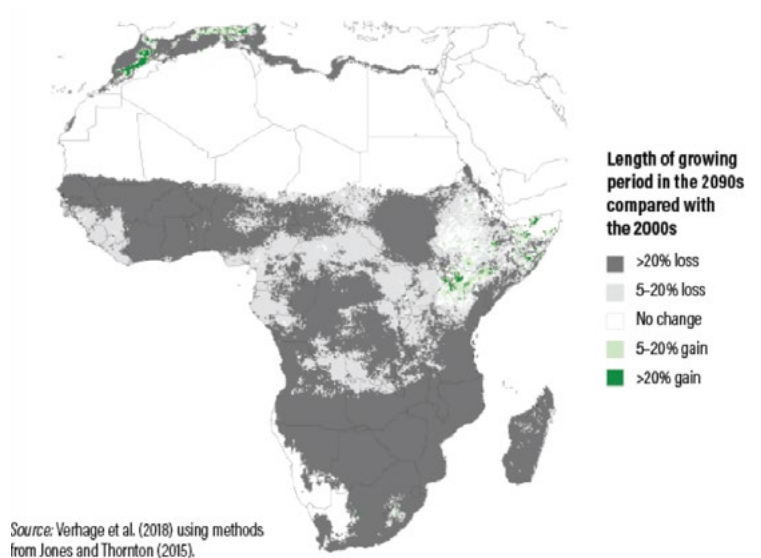 Length of growing
period in the 2090s
compared with
the 2000s
>20% loss
5-20% loss
No change
5-20% gain
>20% gain
Source: Verhage et al. (2018) using methods
from Jones and Thornton (2015).